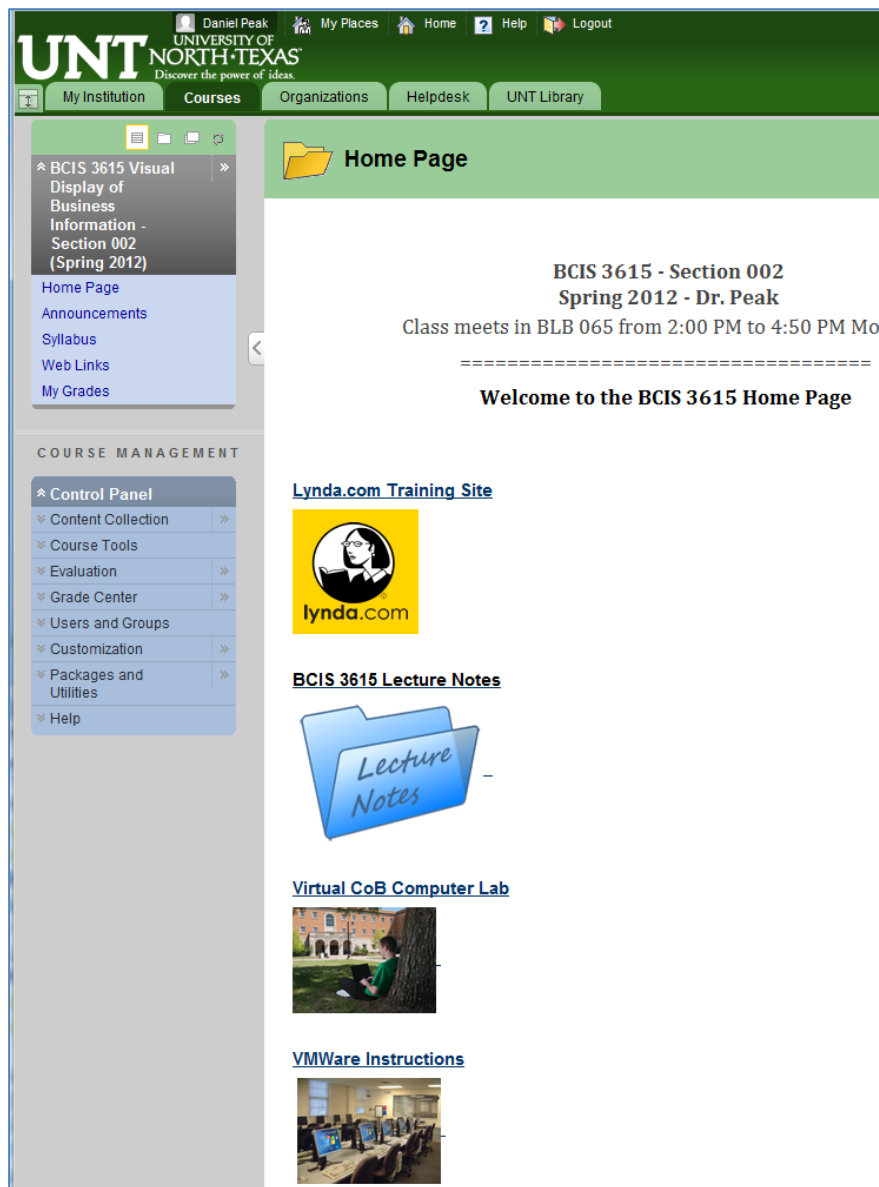 Daniel Peak
My Places
Home
Help
Logout
UNT
UNIVERSITY OF
NORTH·TEXAS
Discover the power of ideas.
My Institution
Courses
Organizations
Helpdesk
UNT Library
BCIS 3615 Visual
Display of
Business
Information -
Section 002
(Spring 2012)
Home Page
Announcements
Syllabus
Web Links
My Grades
COURSE MANAGEMENT
Control Panel
Content Collection
Course Tools
Evaluation
Grade Center
Users and Groups
Customization
Packages and
Utilities
Help
Home Page
BCIS 3615 - Section 002
Spring 2012 - Dr. Peak
Class meets in BLB 065 from 2:00 PM to 4:50 PM Mo
===================================
Welcome to the BCIS 3615 Home Page
Lynda.com Training Site
lynda.com
BCIS 3615 Lecture Notes
Lecture
Notes
Virtual CoB Computer Lab
VMWare Instructions